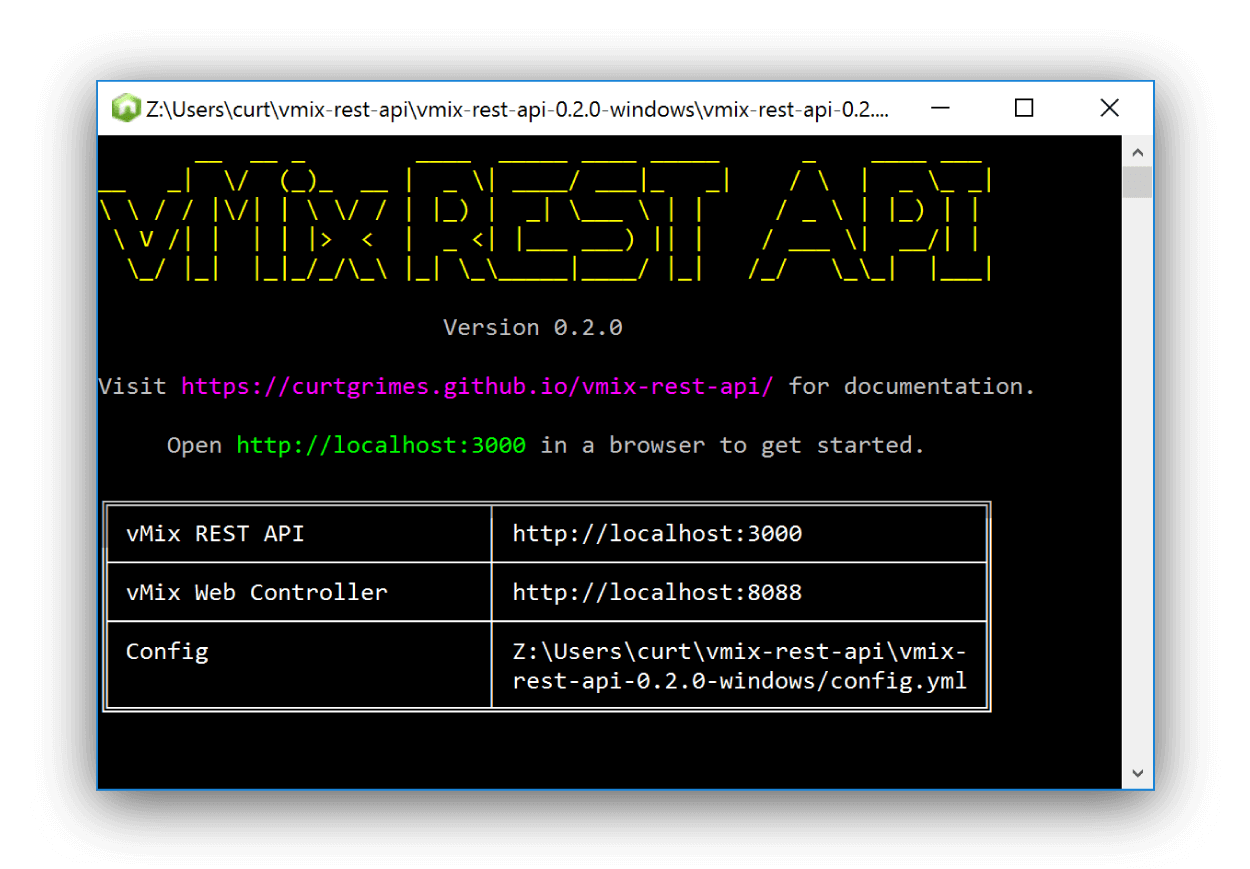 Z:\Users\curt\vmix-rest-api\vmix-rest-api-0.2.0-windows\vmix-rest-api-0.2....
vMix REST API
Version 0.2.0
Visit https://curtgrimes.github.io/vmix-rest-api/ for documentation.
Open http://localhost:3000 in a browser to get started.
vMix REST API http://localhost:3000
vMix Web Controller http://localhost:8088
Config Z:\Users\curt\vmix-rest-api\vmix-
rest-api-0.2.0-windows/config.yml